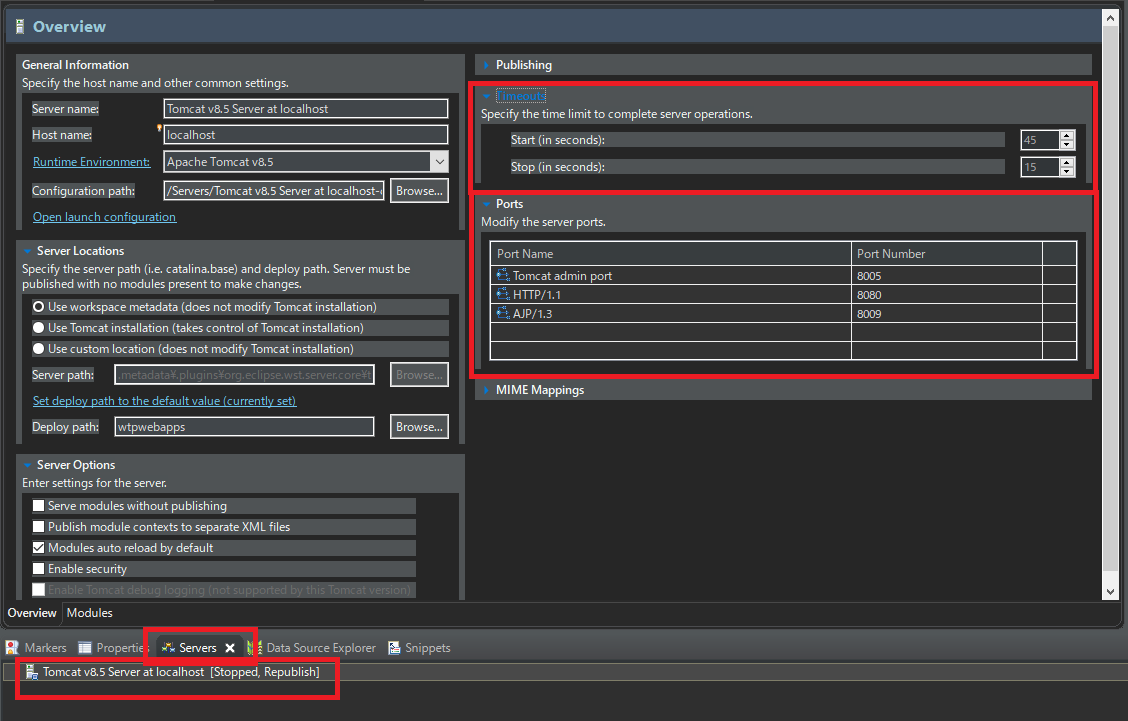 Overview
General Information
Specify the host name and other common settings.
Server name:
Tomcat v8.5 Server at localhost
Host name:
localhost
Runtime Environment:
Apache Tomcat v8.5
Configuration path:
/Servers/Tomcat v8.5 Server at localhost-
Browse...
Open launch configuration
Server Locations
Specify the server path (i.e. catalina.base) and deploy path. Server must be
published with no modules present to make changes.
Use workspace metadata (does not modify Tomcat installation)
Use Tomcat installation (takes control of Tomcat installation)
Use custom location (does not modify Tomcat installation)
Server path:
.metadata¥.plugins¥org.eclipse.wst.server.core¥t
Browse...
Set deploy path to the default value (currently set)
Deploy path:
wtpwebapps
Browse...
Server Options
Enter settings for the server.
Serve modules without publishing
Publish module contexts to separate XML files
Modules auto reload by default
Enable security
Enable Tomcat debug logging (not supported by this Tomcat version)
Publishing
Timeouts
Specify the time limit to complete server operations.
Start (in seconds):
45
Stop (in seconds):
15
Ports
Modify the server ports.
Port Name Port Number
Tomcat admin port 8005
HTTP/1.1 8080
AJP/1.3 8009
MIME Mappings
Overview Modules
Markers Properties Servers Data Source Explorer Snippets
Tomcat v8.5 Server at localhost [Stopped, Republish]